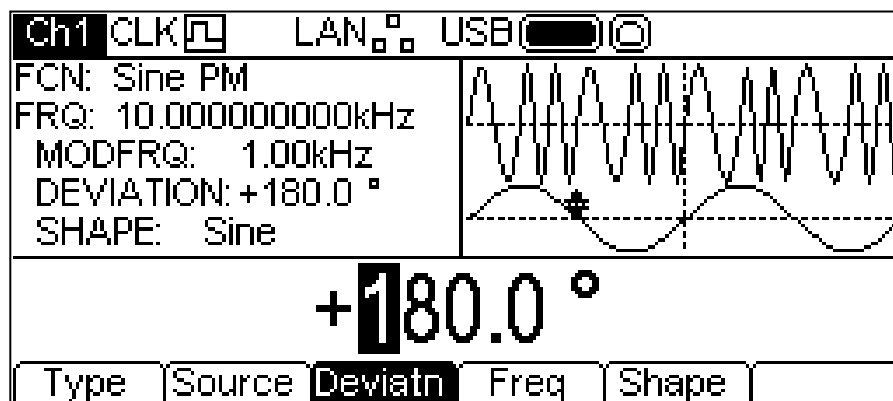 Ch1 CLK LAN USB
FCN: Sine PM
FRQ: 10.000000000kHz
MODFRQ: 1.00kHz
DEVIATION: +180.0 °
SHAPE: Sine
+180.0 °
Type Source Deviatn Freq Shape